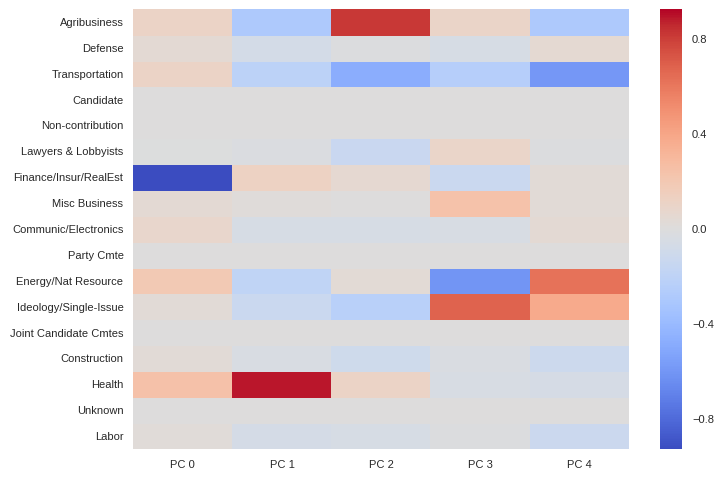 Agribusiness
Defense
Transportation
Candidate
Non-contribution
Lawyers & Lobbyists
Finance/Insur/RealEst
Misc Business
Communic/Electronics
Party Cmte
Energy/Nat Resource
Ideology/Single-Issue
Joint Candidate Cmtes
Construction
Health
Unknown
Labor
PC 0 PC 1 PC 2 PC 3 PC 4
0.8
0.4
0.0
−0.4
−0.8